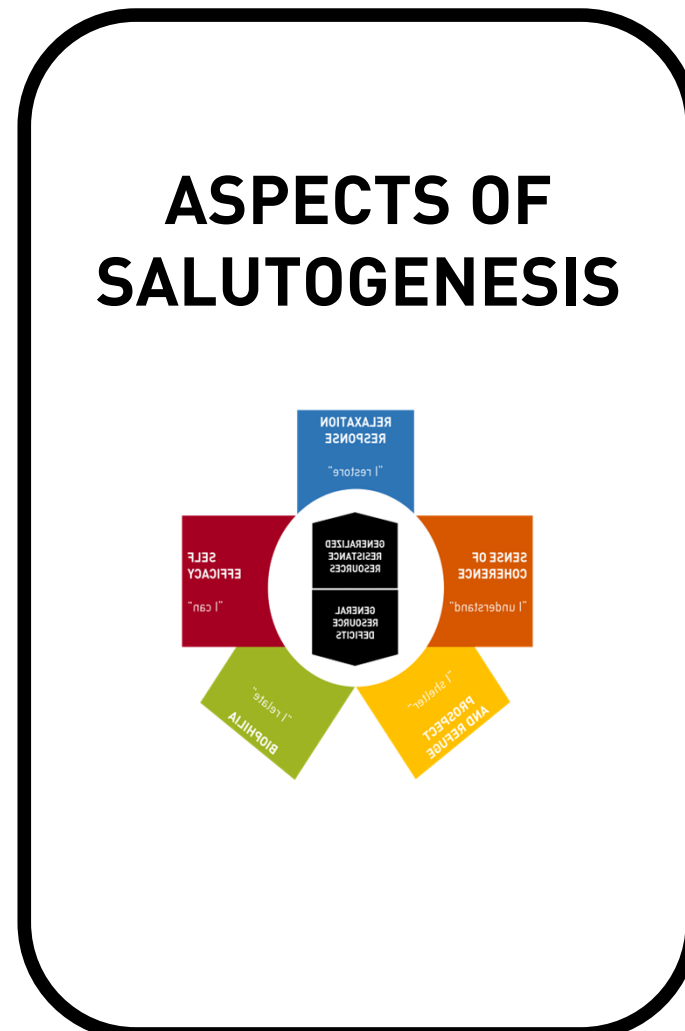 ASPECTS OF
SALUTOGENESIS
RELAXATION
RESPONSE
"I restore"
SELF
EFFICACY
"I can"
GENERALIZED
RESISTANCE
RESOURCES
SENSE OF
COHERENCE
"I understand"
GENERAL
RESOURCE
DEFICITS
"I relate"
BIOPHILIA
"I shelter"
PROSPECT
AND REFUGE